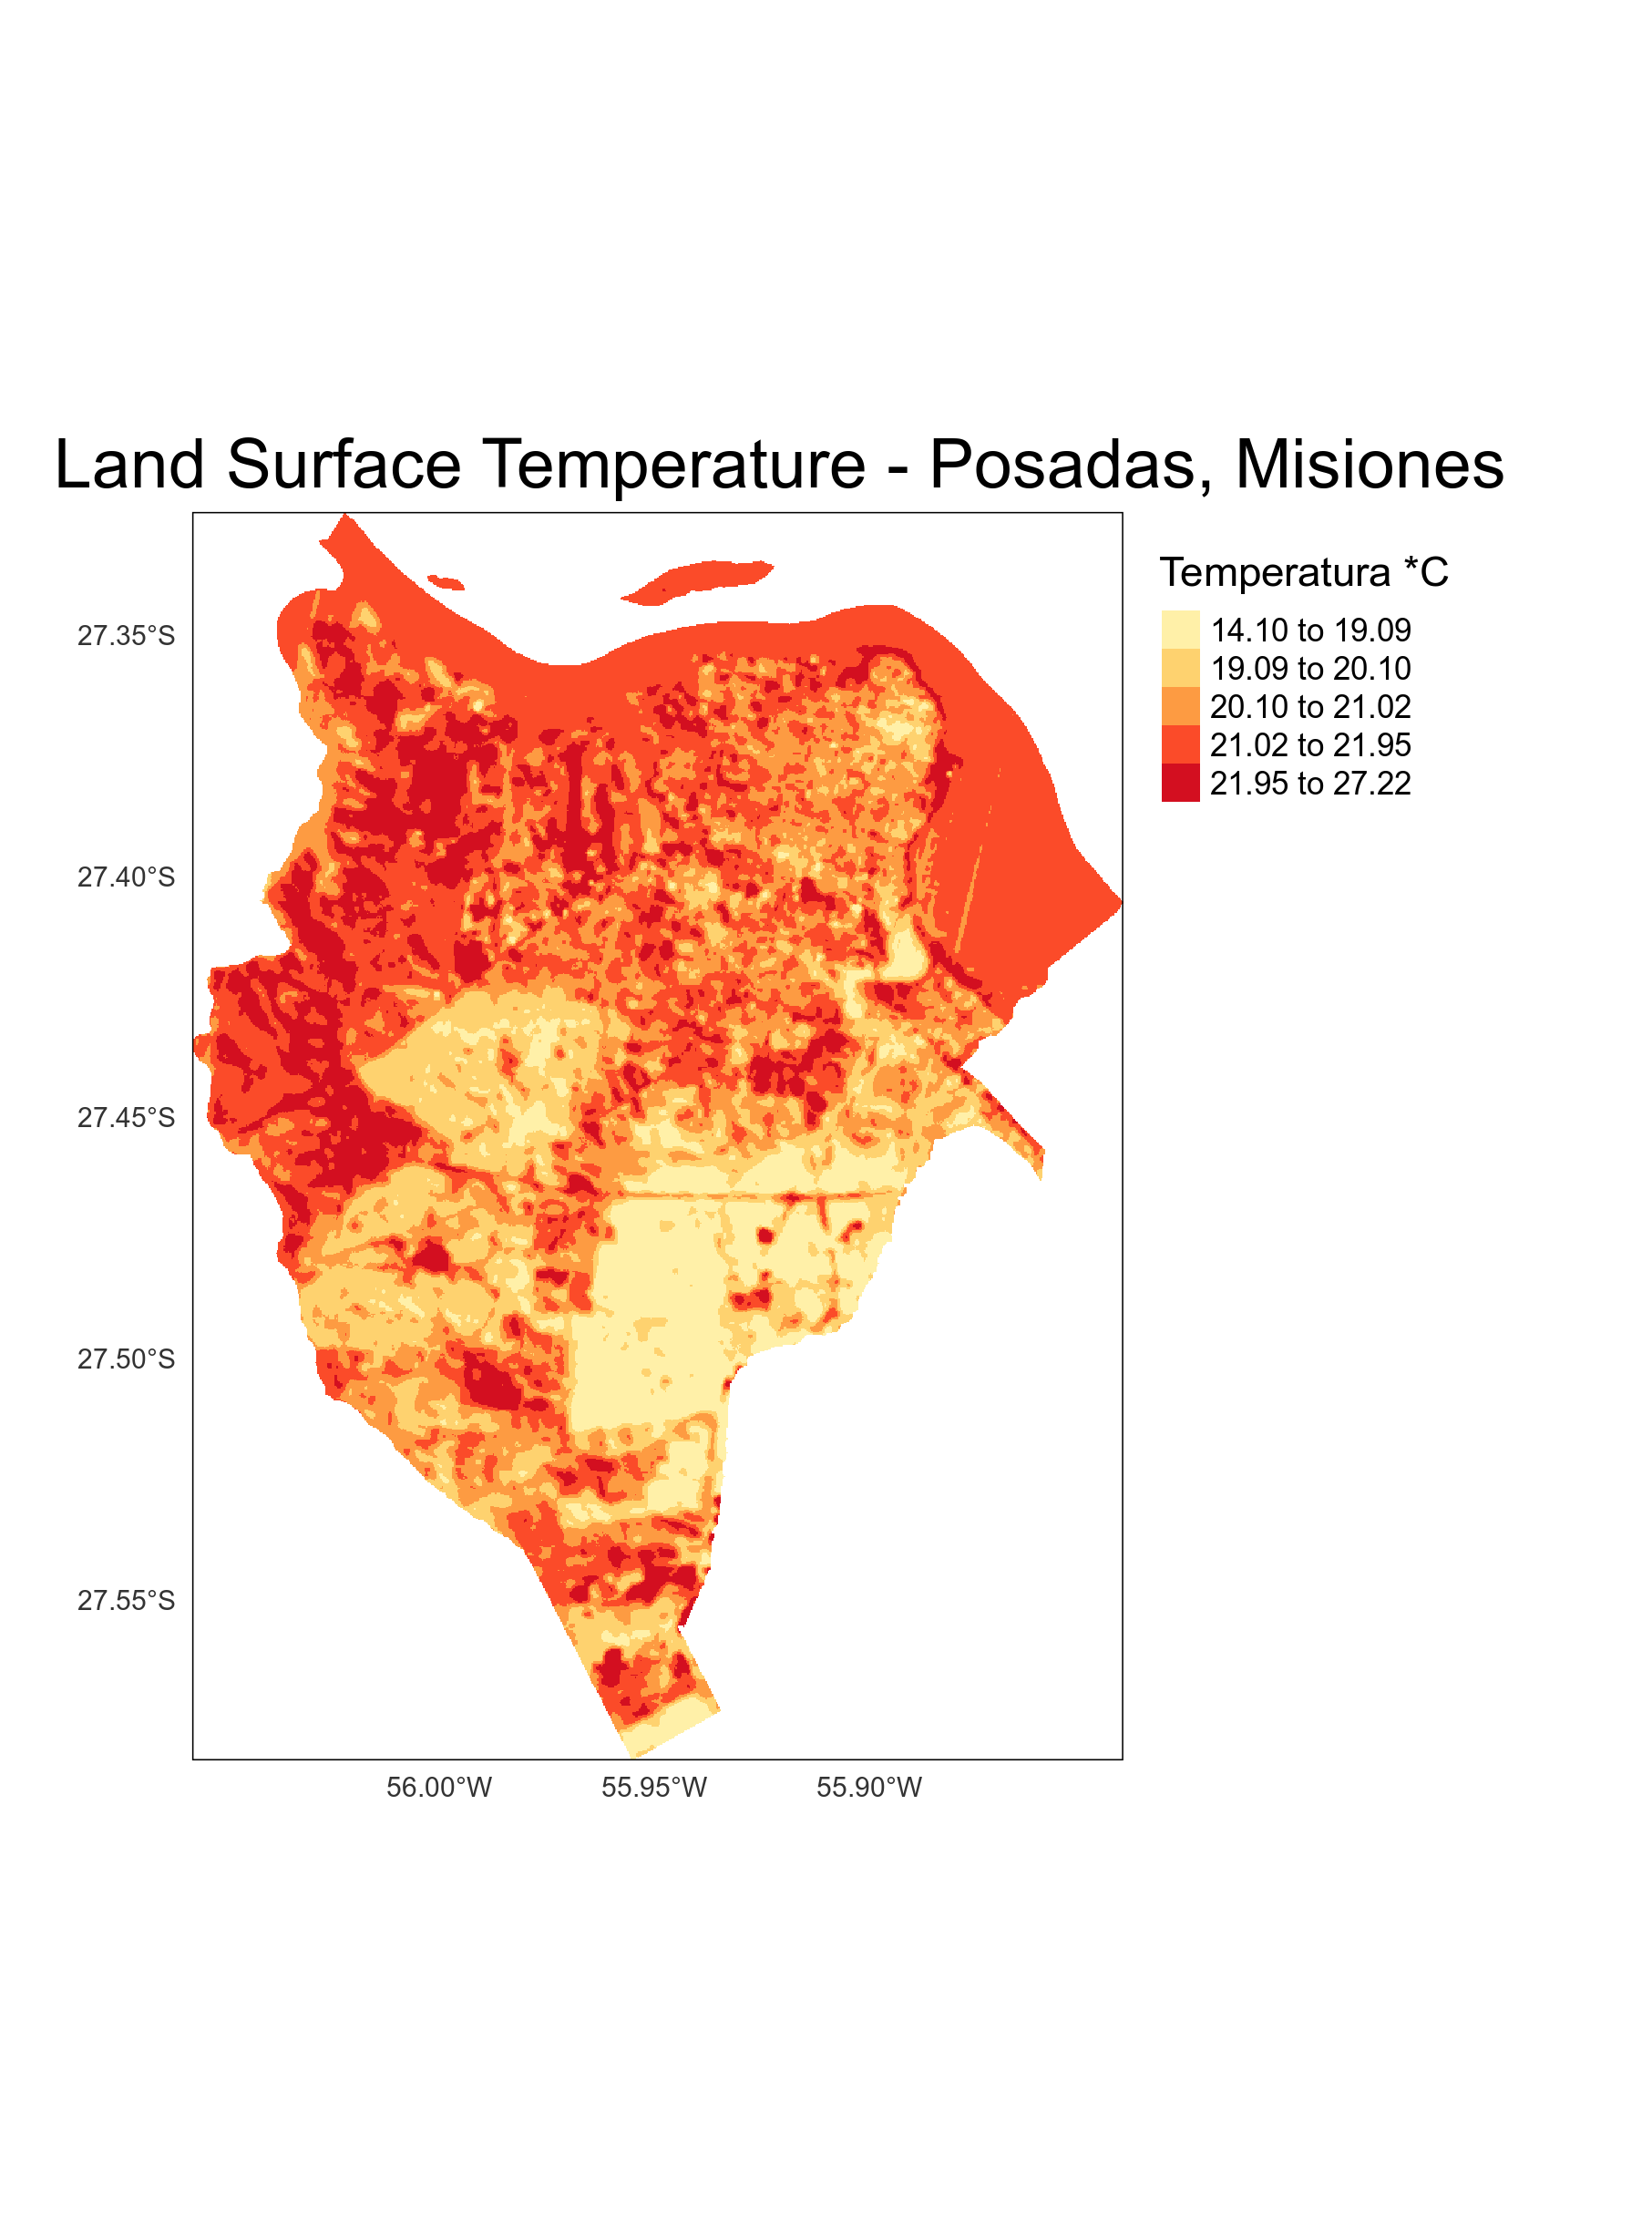 Land Surface Temperature - Posadas, Misiones
Temperatura *C
14.10 to 19.09
19.09 to 20.10
20.10 to 21.02
21.02 to 21.95
21.95 to 27.22
27.35°S
27.40°S
27.45°S
27.50°S
27.55°S
56.00°W 55.95°W 55.90°W